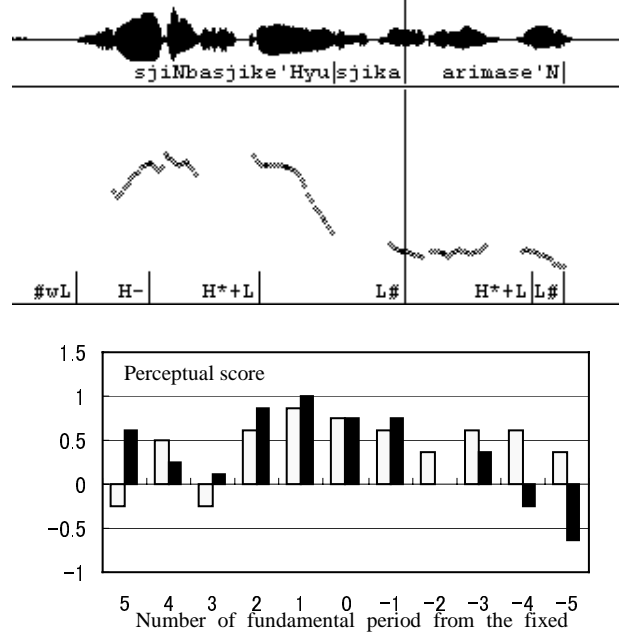 sjiNbasjike'Hyu sjika arimase'N
#wL H- H*+L L# H*+L L#
1.5
Perceptual score
1
0.5
0
-0.5
-1
5 4 3 2 1 0 -1 -2 -3 -4 -5
Number of fundamental period from the fixed